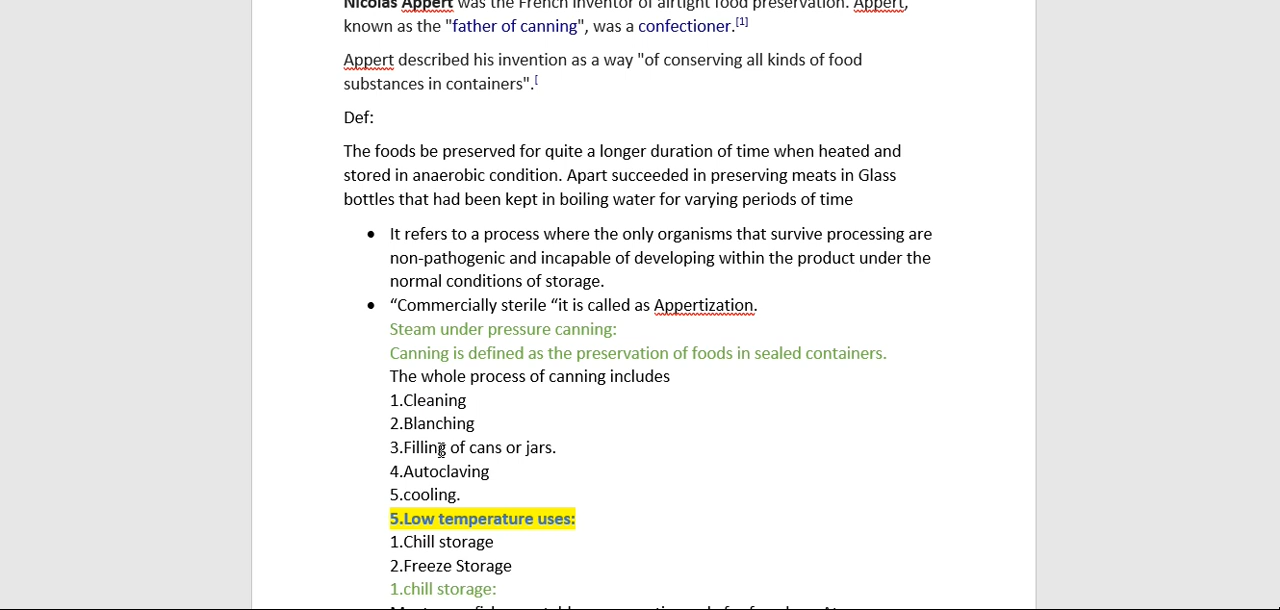 Nicolas Appert was the French inventor of airtight food preservation. Appert,
known as the "father of canning", was a confectioner.[1]
Appert described his invention as a way "of conserving all kinds of food
substances in containers".[
Def:
The foods be preserved for quite a longer duration of time when heated and
stored in anaerobic condition. Apart succeeded in preserving meats in Glass
bottles that had been kept in boiling water for varying periods of time
• It refers to a process where the only organisms that survive processing are
non-pathogenic and incapable of developing within the product under the
normal conditions of storage.
• “Commercially sterile “it is called as Appertization.
Steam under pressure canning:
Canning is defined as the preservation of foods in sealed containers.
The whole process of canning includes
1.Cleaning
2.Blanching
3.Filling of cans or jars.
4.Autoclaving
5.cooling.
5.Low temperature uses:
1.Chill storage
2.Freeze Storage
1.chill storage: